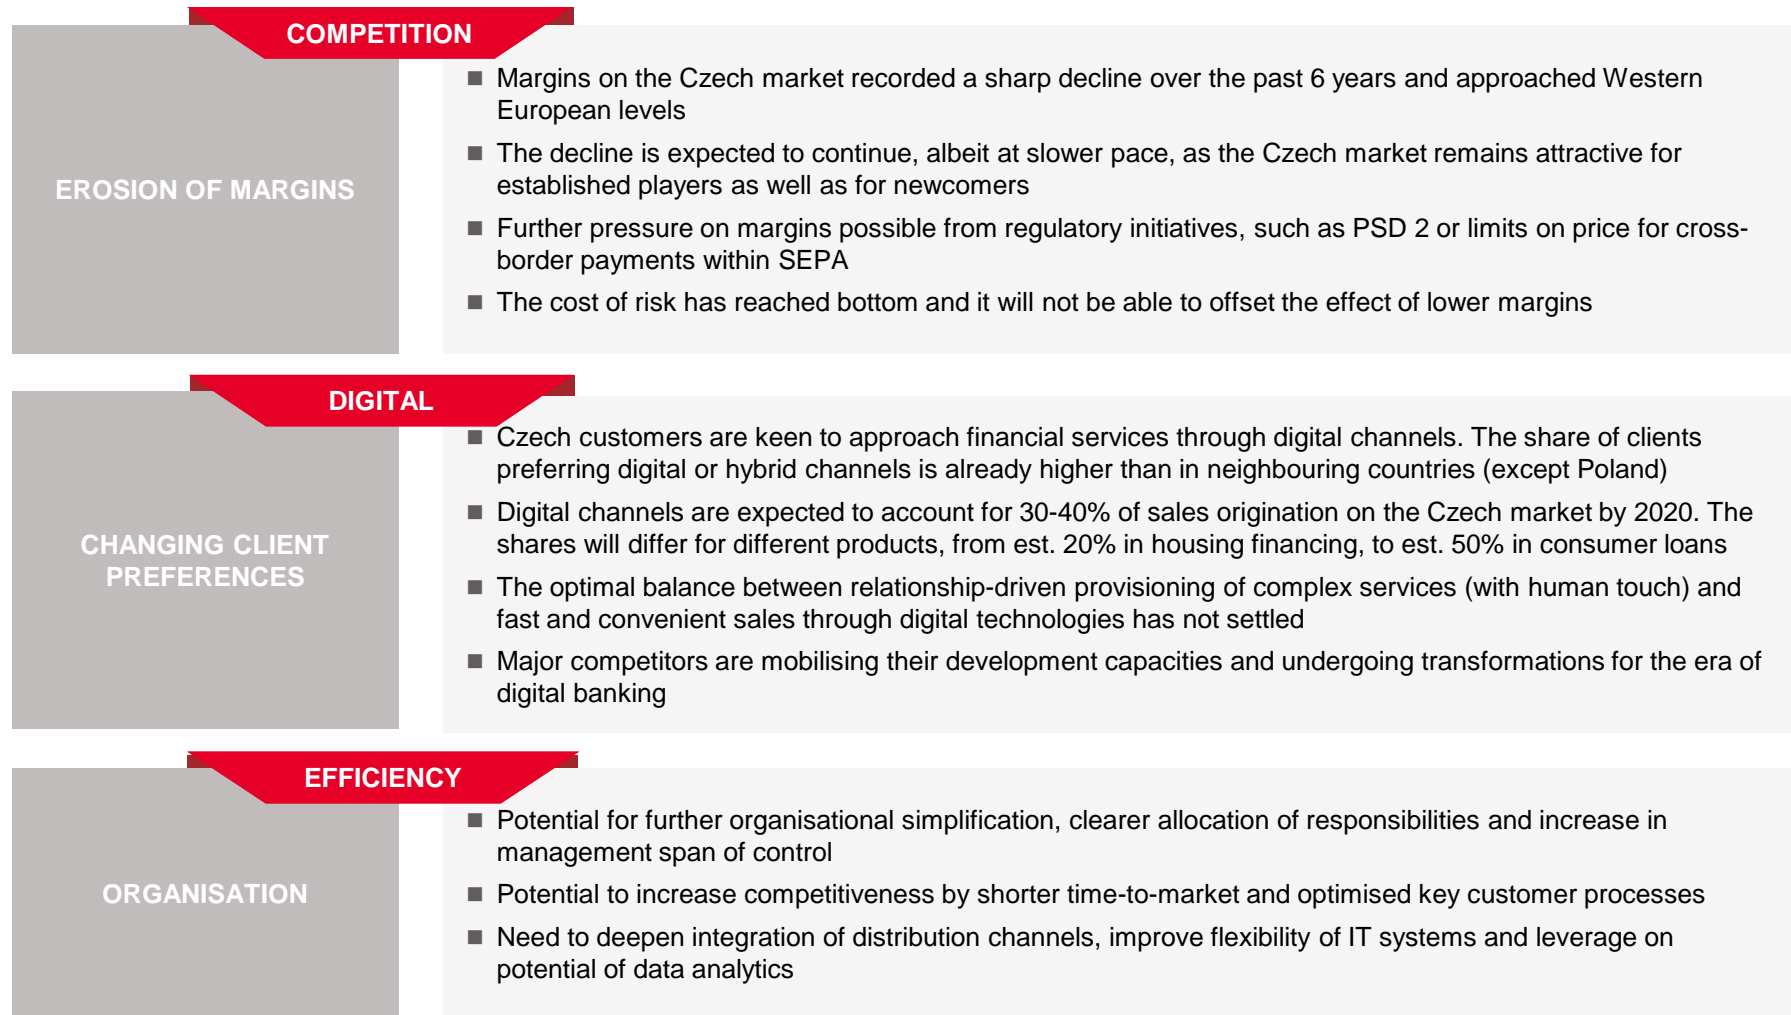 COMPETITION
EROSION OF MARGINS
■ Margins on the Czech market recorded a sharp decline over the past 6 years and approached Western
European levels
■ The decline is expected to continue, albeit at slower pace, as the Czech market remains attractive for
established players as well as for newcomers
■ Further pressure on margins possible from regulatory initiatives, such as PSD 2 or limits on price for cross-
border payments within SEPA
■ The cost of risk has reached bottom and it will not be able to offset the effect of lower margins
DIGITAL
CHANGING CLIENT
PREFERENCES
■ Czech customers are keen to approach financial services through digital channels. The share of clients
preferring digital or hybrid channels is already higher than in neighbouring countries (except Poland)
■ Digital channels are expected to account for 30-40% of sales origination on the Czech market by 2020. The
shares will differ for different products, from est. 20% in housing financing, to est. 50% in consumer loans
■ The optimal balance between relationship-driven provisioning of complex services (with human touch) and
fast and convenient sales through digital technologies has not settled
■ Major competitors are mobilising their development capacities and undergoing transformations for the era of
digital banking
EFFICIENCY
ORGANISATION
■ Potential for further organisational simplification, clearer allocation of responsibilities and increase in
management span of control
■ Potential to increase competitiveness by shorter time-to-market and optimised key customer processes
■ Need to deepen integration of distribution channels, improve flexibility of IT systems and leverage on
potential of data analytics